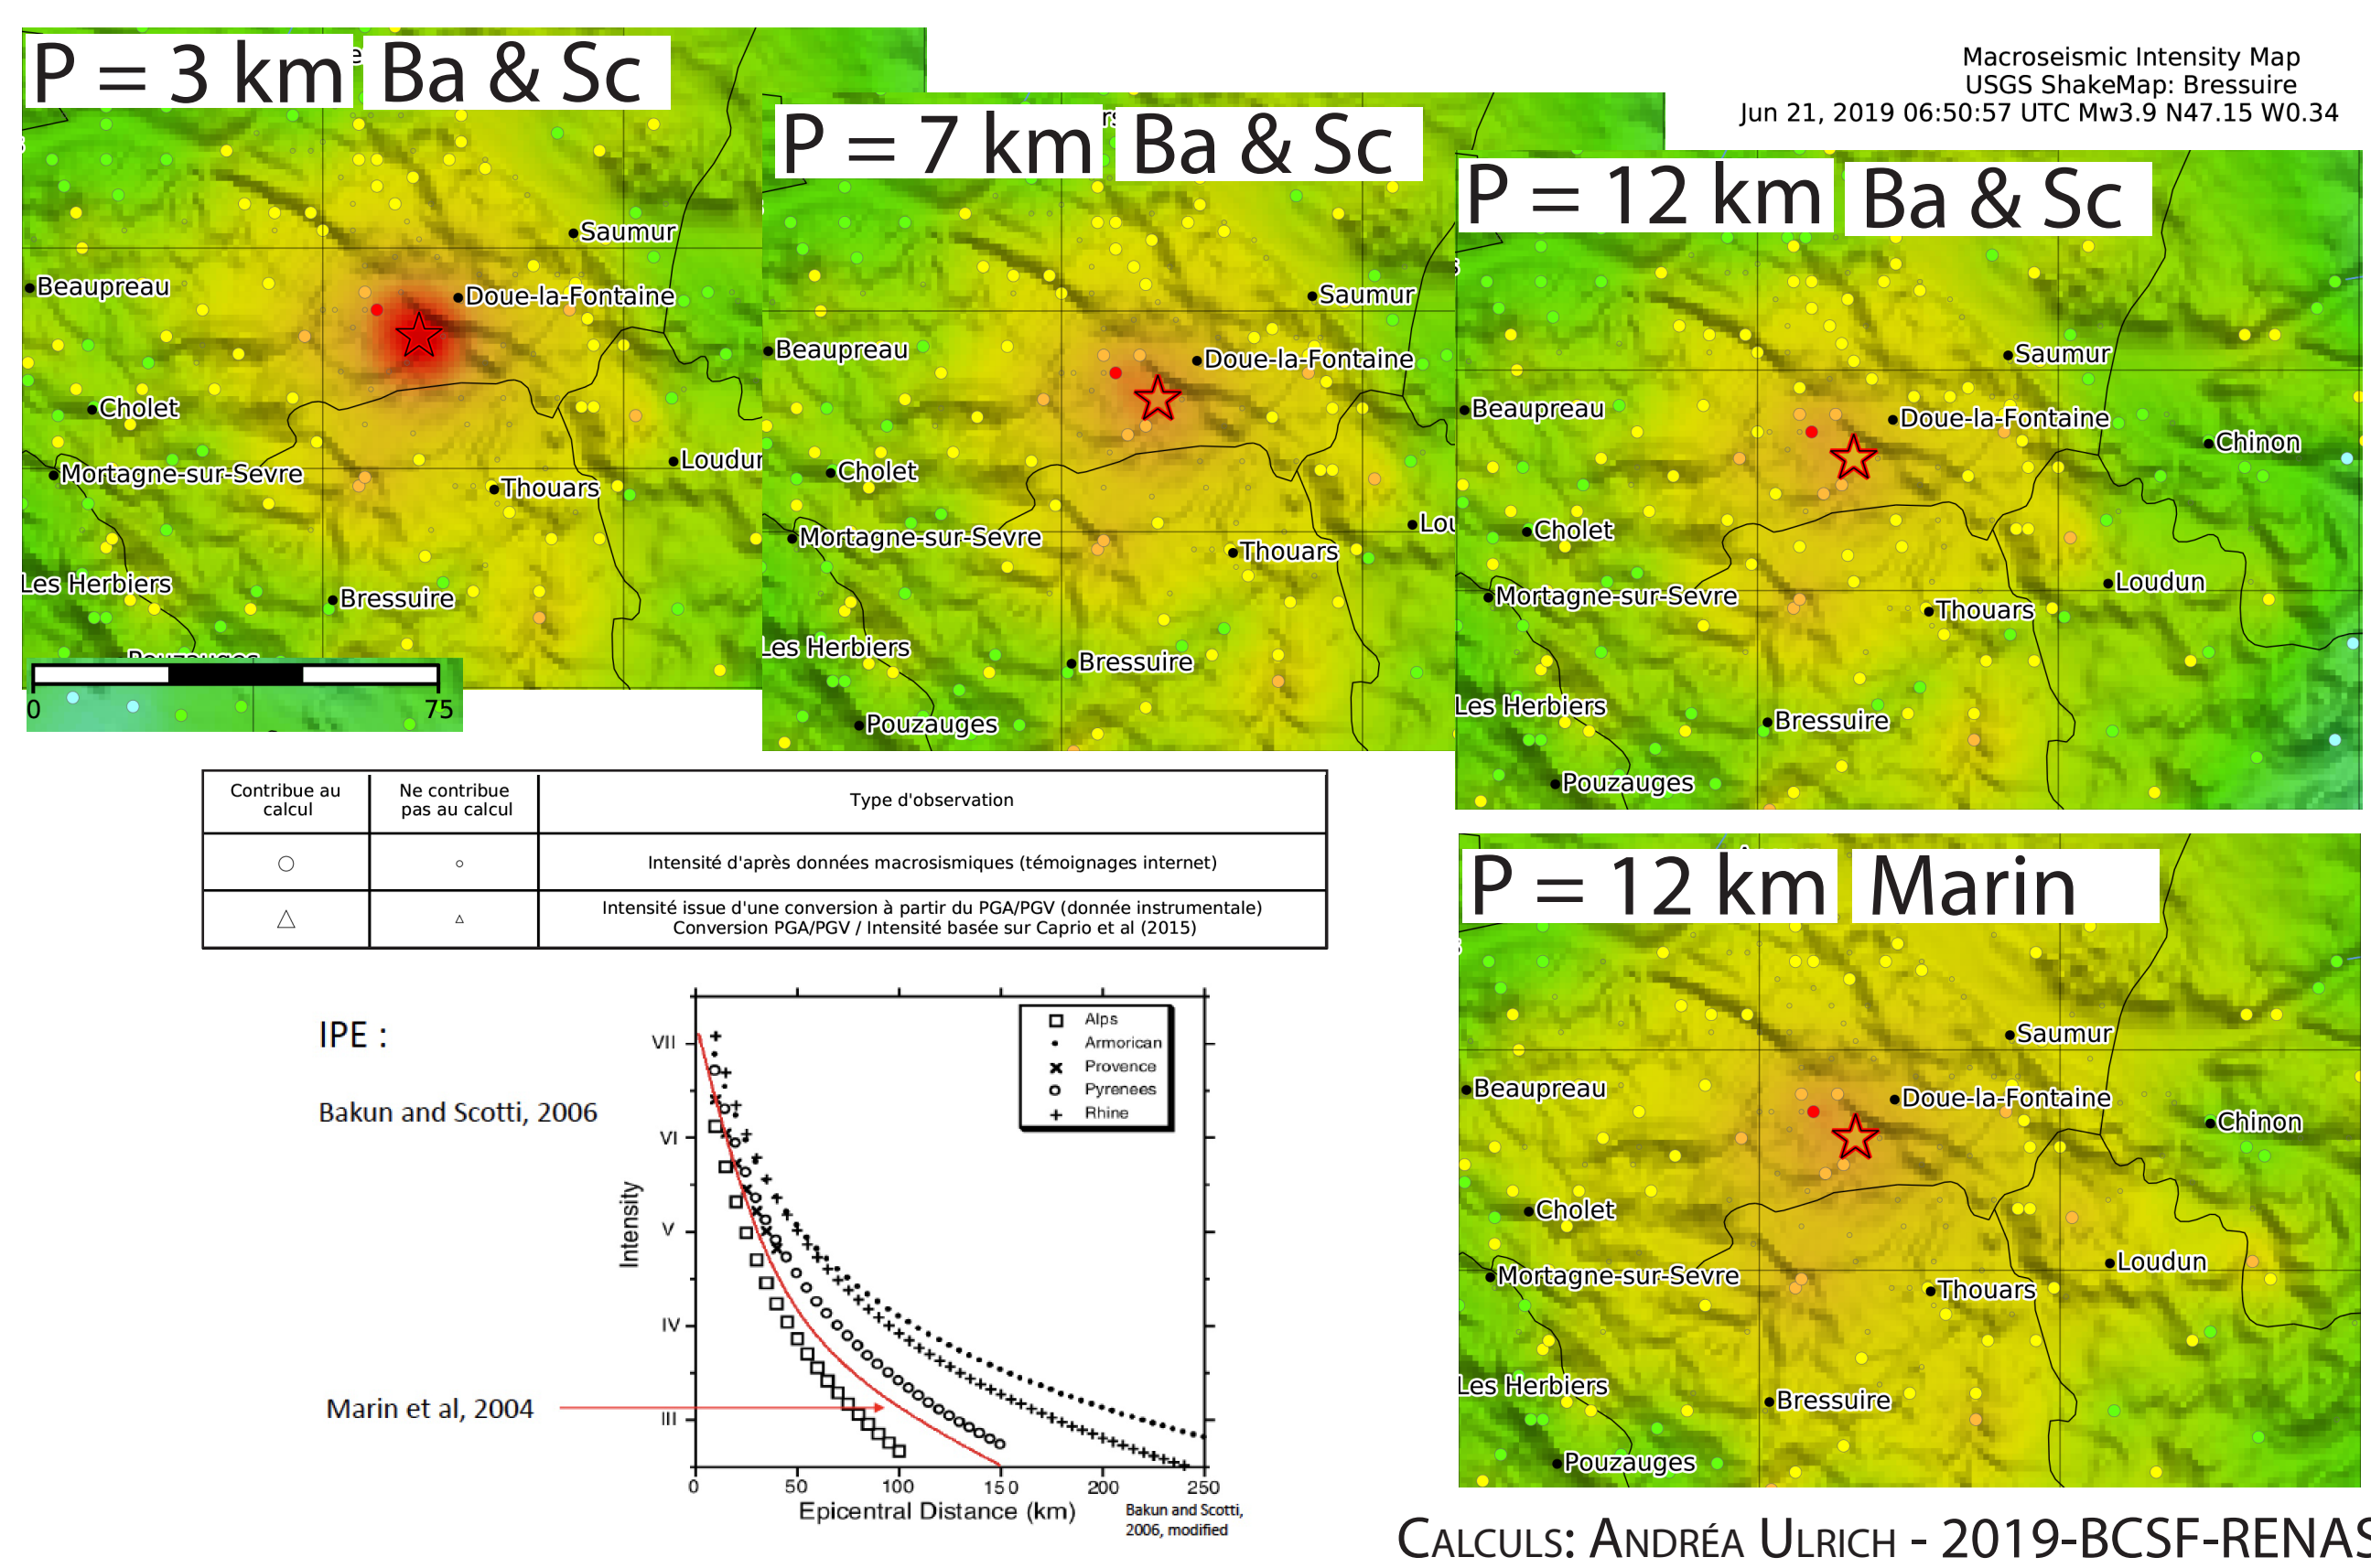 P = 3 km Ba & Sc
Saumur
Beaupreau
Doue-la-Fontaine
Cholet
Mortagne-sur-Sevre
Thouars
Les Herbiers
Bressuire
0 75
P = 7 km Ba & Sc
Saumur
Beaupreau
Doue-la-Fontaine
Cholet
Mortagne-sur-Sevre
Thouars
Les Herbiers
Bressuire
Pouzauges
Macroseismic Intensity Map
USGS ShakeMap: Bressuire
Jun 21, 2019 06:50:57 UTC Mw3.9 N47.15 W0.34
P = 12 km Ba & Sc
Saumur
Beaupreau
Doue-la-Fontaine
Chinon
Cholet
Mortagne-sur-Sevre
Loudun
Thouars
Les Herbiers
Bressuire
Pouzauges
Contribue au
calcul
Ne contribue
pas au calcul
Type d'observation
Intensité d'après données macrosismiques (témoignages internet)
Intensité issue d'une conversion à partir du PGA/PGV (donnée instrumentale)
Conversion PGA/PGV / Intensité basée sur Caprio et al (2015)
IPE :
Bakun and Scotti, 2006
Marin et al, 2004
Alps
Armorican
Provence
Pyrenees
Rhine
VII
VI
V
IV
III
Intensity
0 50 100 150 200 250
Epicentral Distance (km)
Bakun and Scotti,
2006, modified
P = 12 km Marin
Saumur
Beaupreau
Doue-la-Fontaine
Chinon
Cholet
Mortagne-sur-Sevre
Loudun
Thouars
Les Herbiers
Bressuire
Pouzauges
CALCULS: ANDRÉA ULRICH - 2019-BCSF-RENAS